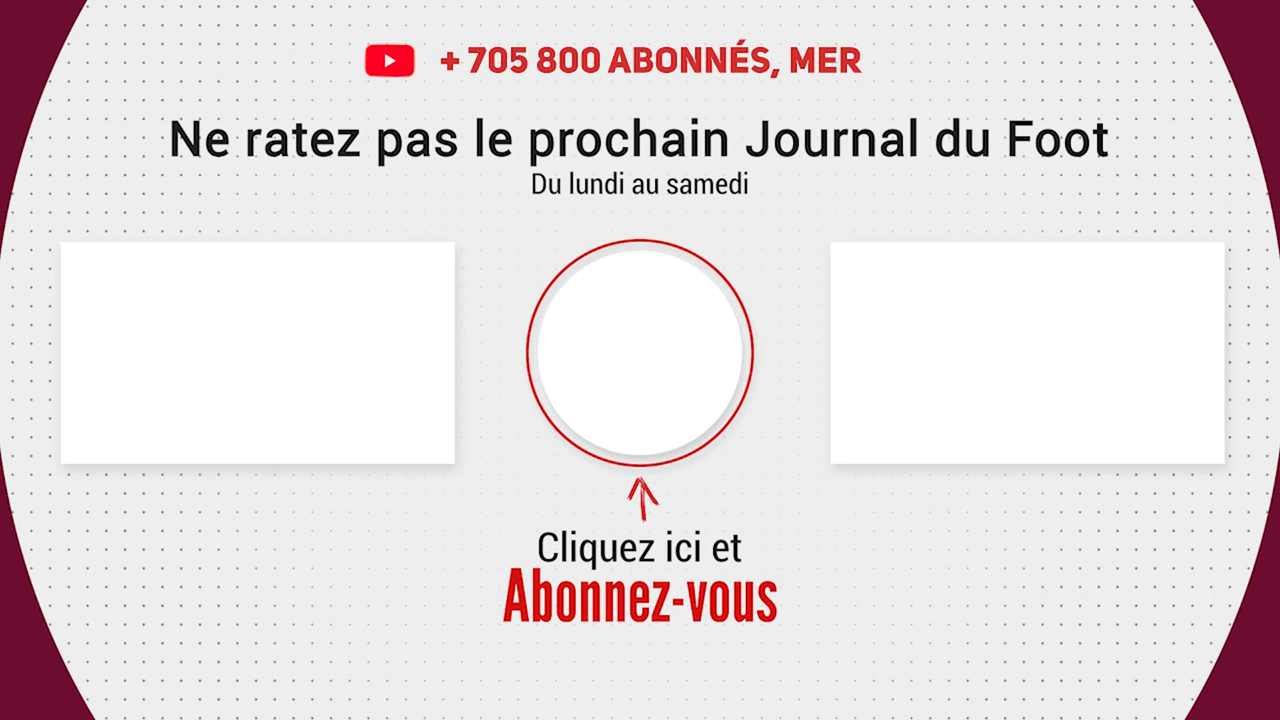 + 705 800 ABONNÉS, MER
Ne ratez pas le prochain Journal du Foot
Du lundi au samedi
Cliquez ici et
Abonnez-vous